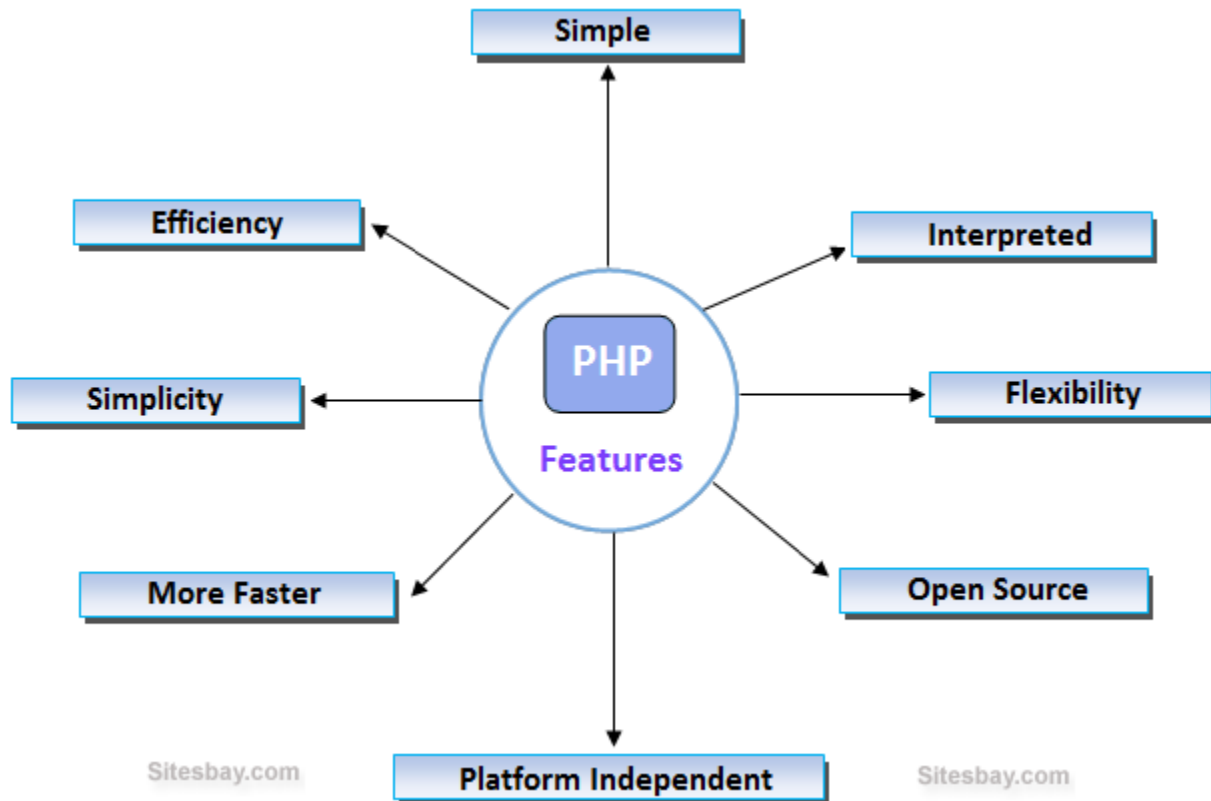 Simple
Efficiency
Interpreted
PHP
Features
Simplicity
Flexibility
More Faster
Open Source
Platform Independent
Sitesbay.com
Sitesbay.com